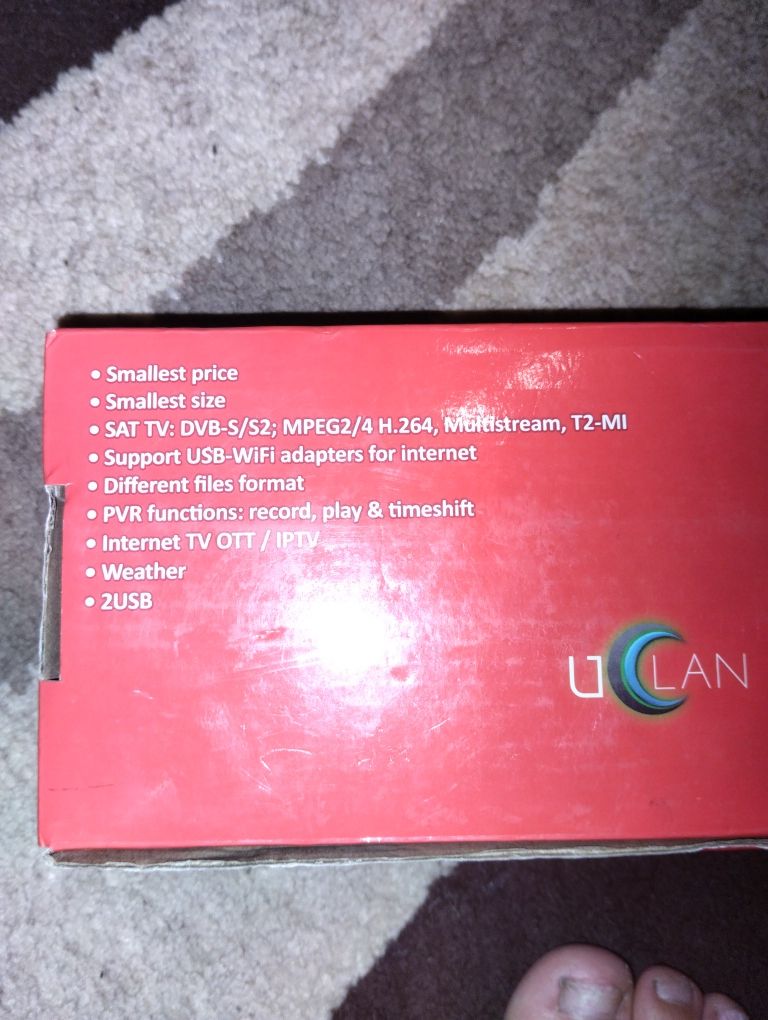 • Smallest price
• Smallest size
• SAT TV: DVB-S/S2; MPEG2/4 H.264, Multistream, T2-MI
• Support USB-WiFi adapters for internet
• Different files format
• PVR functions: record, play & timeshift
• Internet TV OTT / IPTV
• Weather
• 2USB
UCLAN